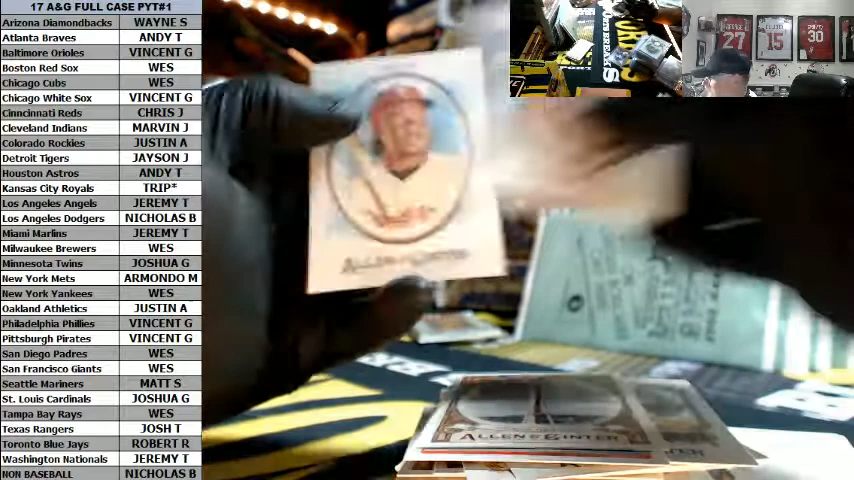 17 A&G FULL CASE PYT#1
Arizona Diamondbacks WAYNE S
Atlanta Braves ANDY T
Baltimore Orioles VINCENT G
Boston Red Sox WES
Chicago Cubs WES
Chicago White Sox VINCENT G
Cinncinnati Reds CHRIS J
Cleveland Indians MARVIN J
Colorado Rockies JUSTIN A
Detroit Tigers JAYSON J
Houston Astros ANDY T
Kansas City Royals TRIP*
Los Angeles Angels JEREMY T
Los Angeles Dodgers NICHOLAS B
Miami Marlins JEREMY T
Milwaukee Brewers WES
Minnesota Twins JOSHUA G
New York Mets ARMONDO M
New York Yankees WES
Oakland Athletics JUSTIN A
Philadelphia Phillies VINCENT G
Pittsburgh Pirates VINCENT G
San Diego Padres WES
San Francisco Giants WES
Seattle Mariners MATT S
St. Louis Cardinals JOSHUA G
Tampa Bay Rays WES
Texas Rangers JOSH T
Toronto Blue Jays ROBERT R
Washington Nationals JEREMY T
NON BASEBALL NICHOLAS B
27
15
30
ALLEN & GINTER
ALLEN & GINTER